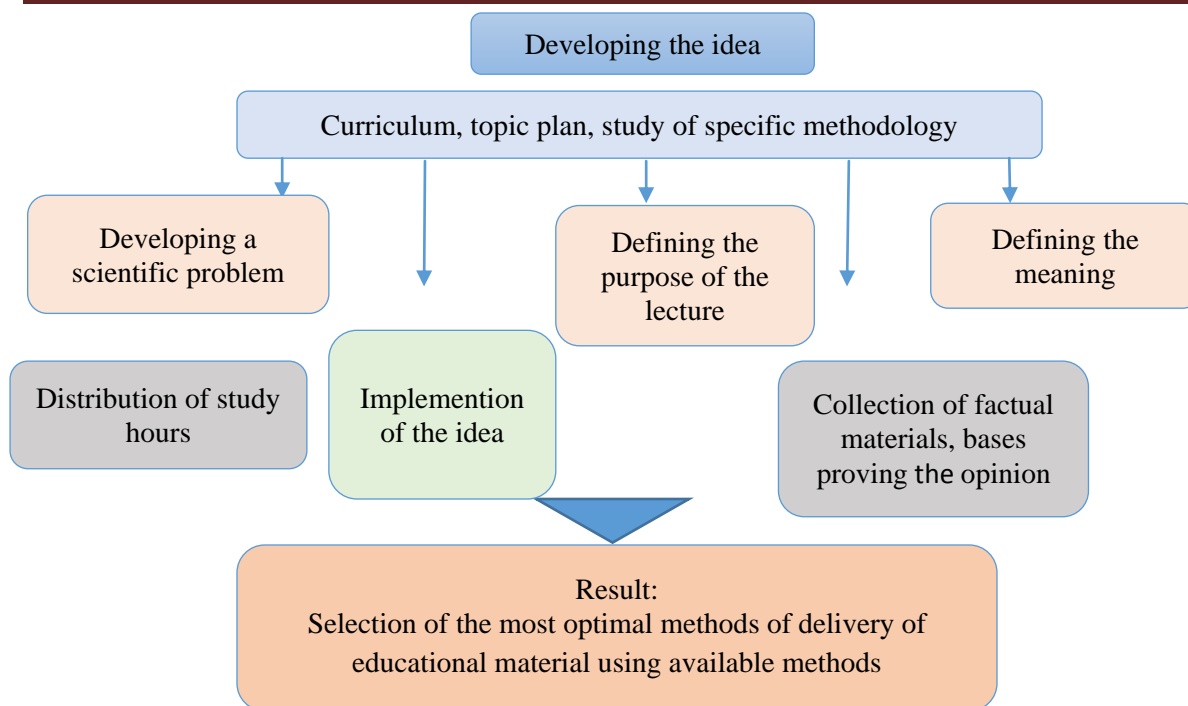 Developing the idea
Curriculum, topic plan, study of specific methodology
Developing a
scientific problem
Defining the
purpose of the
lecture
Defining the
meaning
Distribution of study
hours
Implemention
of the idea
Collection of factual
materials, bases
proving the opinion
Result:
Selection of the most optimal methods of delivery of
educational material using available methods